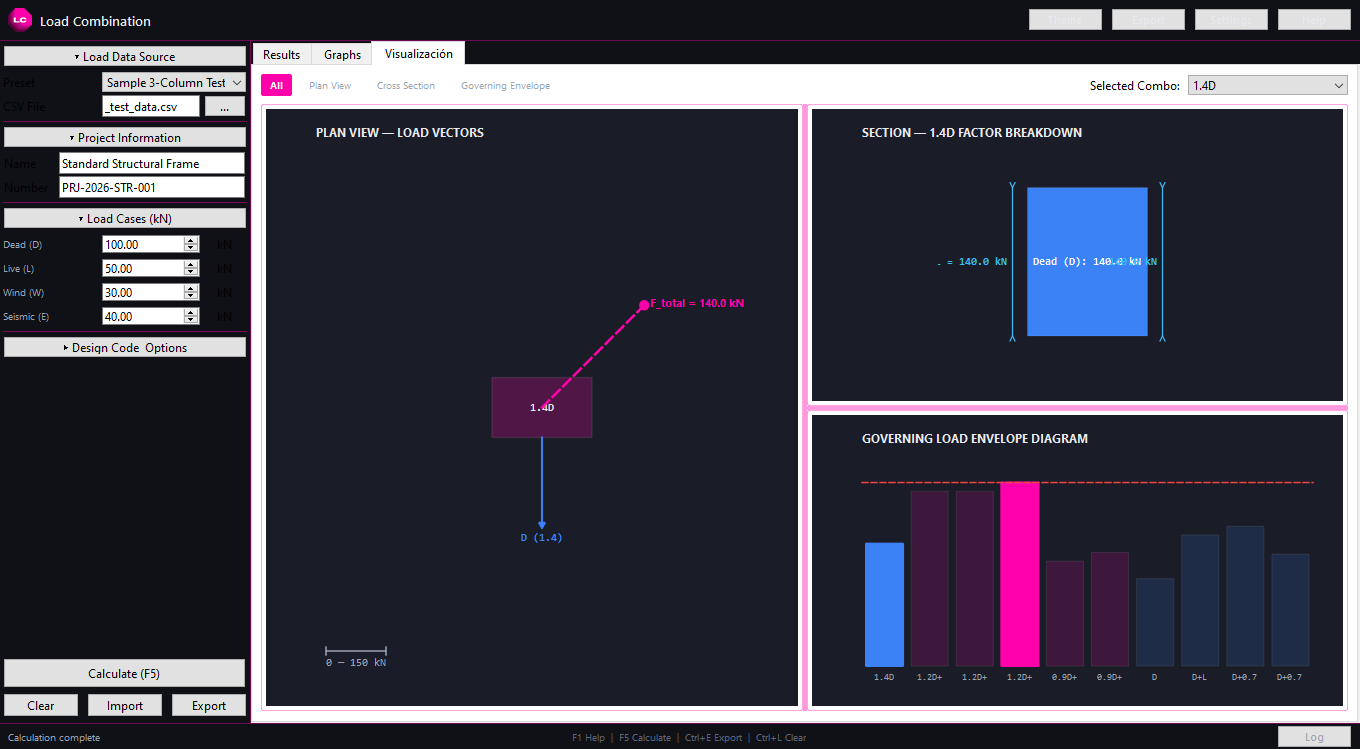 LC Load Combination
Theme Export Settings Help
▾ Load Data Source
Preset Sample 3-Column Test
CSV File _test_data.csv ...
▾ Project Information
Name Standard Structural Frame
Number PRJ-2026-STR-001
▾ Load Cases (kN)
Dead (D) 100.00 kN
Live (L) 50.00 kN
Wind (W) 30.00 kN
Seismic (E) 40.00 kN
▸ Design Code Options
Calculate (F5)
Clear Import Export
Results Graphs Visualización
All Plan View Cross Section Governing Envelope
Selected Combo: 1.4D
PLAN VIEW — LOAD VECTORS
F_total = 140.0 kN
1.4D
D (1.4)
0 — 150 kN
SECTION — 1.4D FACTOR BREAKDOWN
. = 140.0 kN
Dead (D): 140.0 kN
kN
GOVERNING LOAD ENVELOPE DIAGRAM
1.4D 1.2D+ 1.2D+ 1.2D+ 0.9D+ 0.9D+ D D+L D+0.7 D+0.7
Calculation complete
F1 Help | F5 Calculate | Ctrl+E Export | Ctrl+L Clear
Log